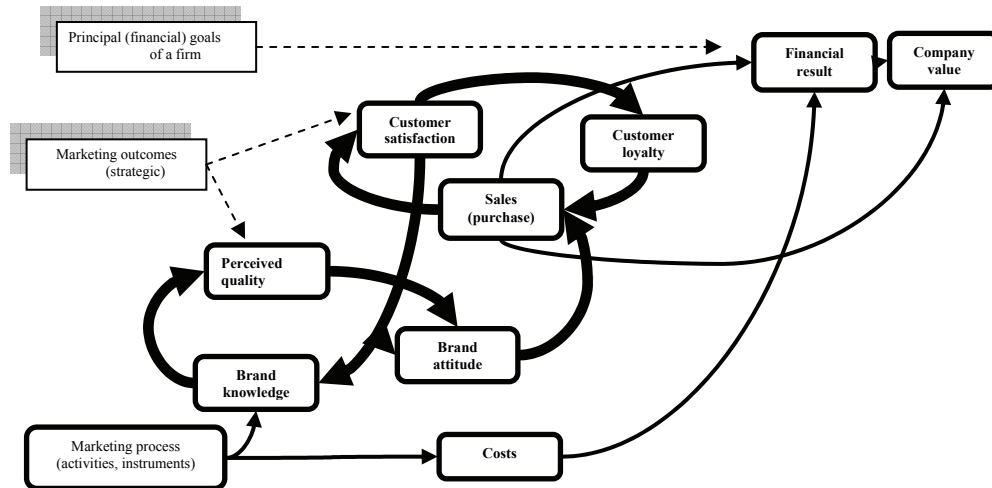 Principal (financial) goals
of a firm
Financial
result
Company
value
Customer
satisfaction
Customer
loyalty
Marketing outcomes
(strategic)
Sales
(purchase)
Perceived
quality
Brand
attitude
Brand
knowledge
Marketing process
(activities, instruments)
Costs